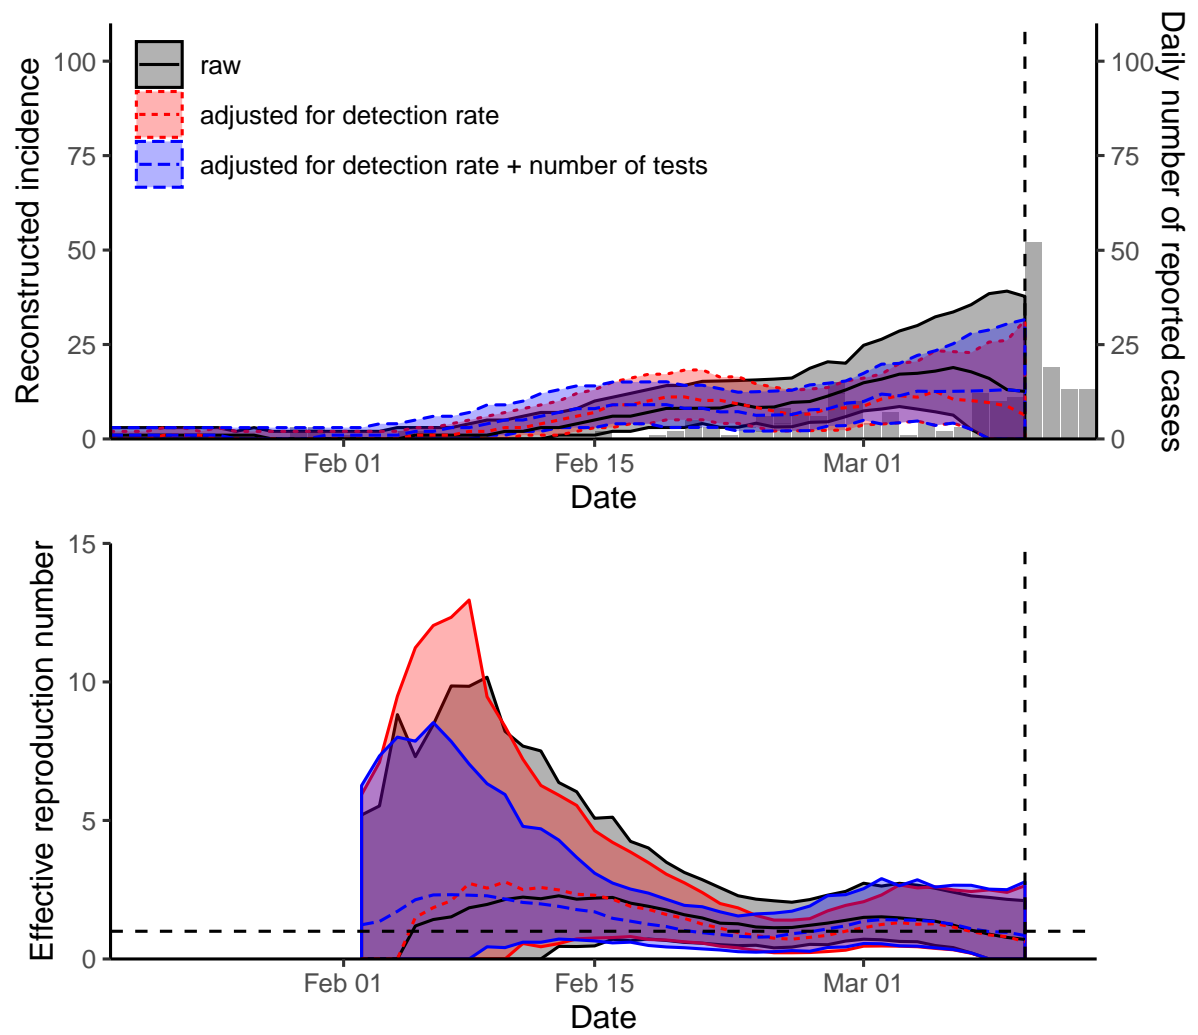 Reconstructed incidence
100
75
50
25
0
raw
adjusted for detection rate
adjusted for detection rate + number of tests
100
75
50
25
0
Daily number of reported cases
Feb 01
Feb 15
Mar 01
Date
Effective reproduction number
15
10
5
0
Feb 01
Feb 15
Mar 01
Date